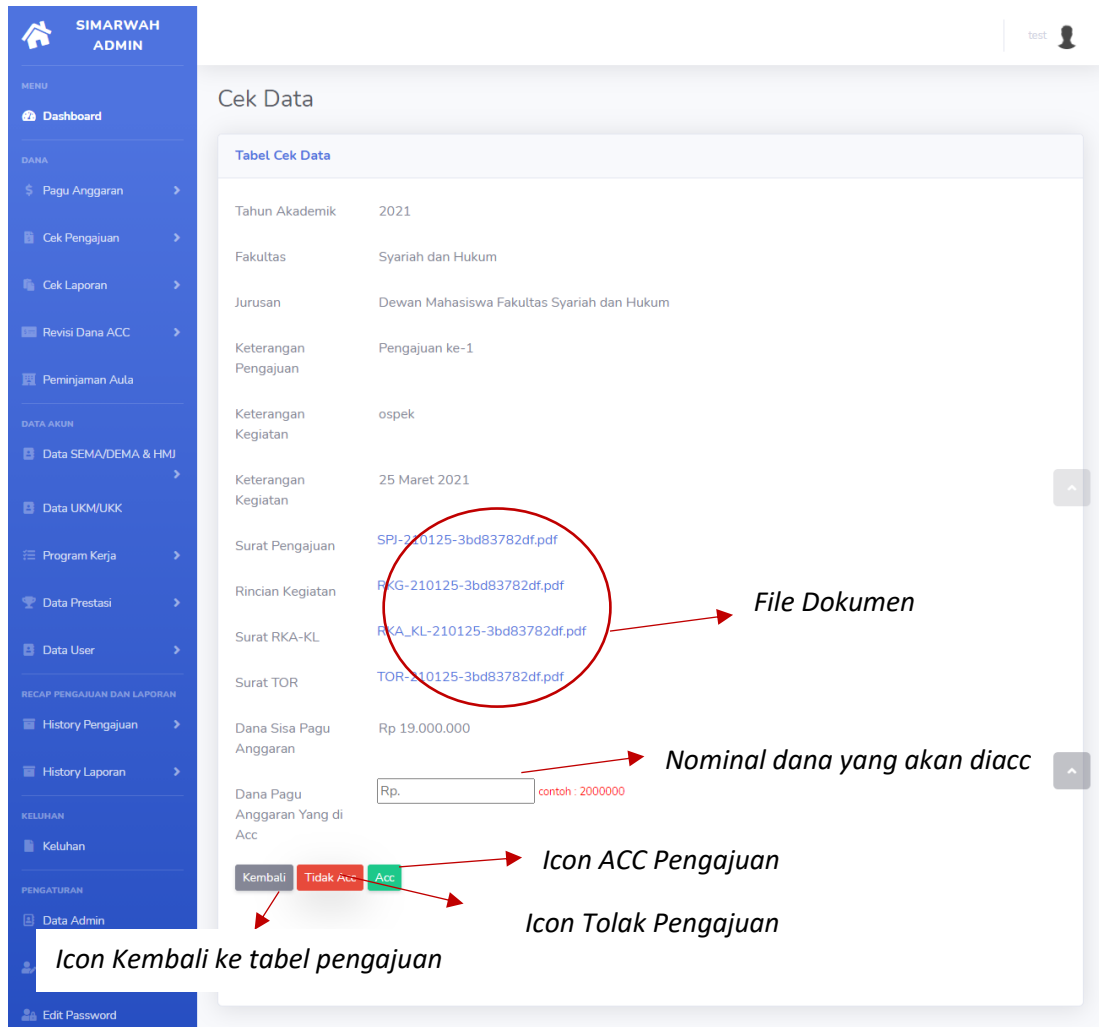 SIMARWAH
ADMIN
test
MENU
Dashboard
DANA
$ Pagu Anggaran
Cek Pengajuan
Cek Laporan
Revisi Dana ACC
Peminjaman Aula
DATA AKUN
Data SEMA/DEMA & HMJ
Data UKM/UKK
Program Kerja
Data Prestasi
Data User
RECAP PENGAJUAN DAN LAPORAN
History Pengajuan
History Laporan
KELUHAN
Keluhan
PENGATURAN
Data Admin
Edit Password
Cek Data
Tabel Cek Data
Tahun Akademik 2021
Fakultas Syariah dan Hukum
Jurusan Dewan Mahasiswa Fakultas Syariah dan Hukum
Keterangan Pengajuan ke-1
Pengajuan
Keterangan ospek
Kegiatan
Keterangan 25 Maret 2021
Kegiatan
Surat Pengajuan SPJ-210125-3bd83782df.pdf
Rincian Kegiatan RKG-210125-3bd83782df.pdf
File Dokumen
Surat RKA-KL RKA_KL-210125-3bd83782df.pdf
Surat TOR TOR-210125-3bd83782df.pdf
Dana Sisa Pagu Rp 19.000.000
Anggaran
Nominal dana yang akan diacc
Dana Pagu Rp. contoh : 2000000
Anggaran Yang di
Acc
Icon ACC Pengajuan
Kembali Tidak Acc Acc
Icon Tolak Pengajuan
Icon Kembali ke tabel pengajuan